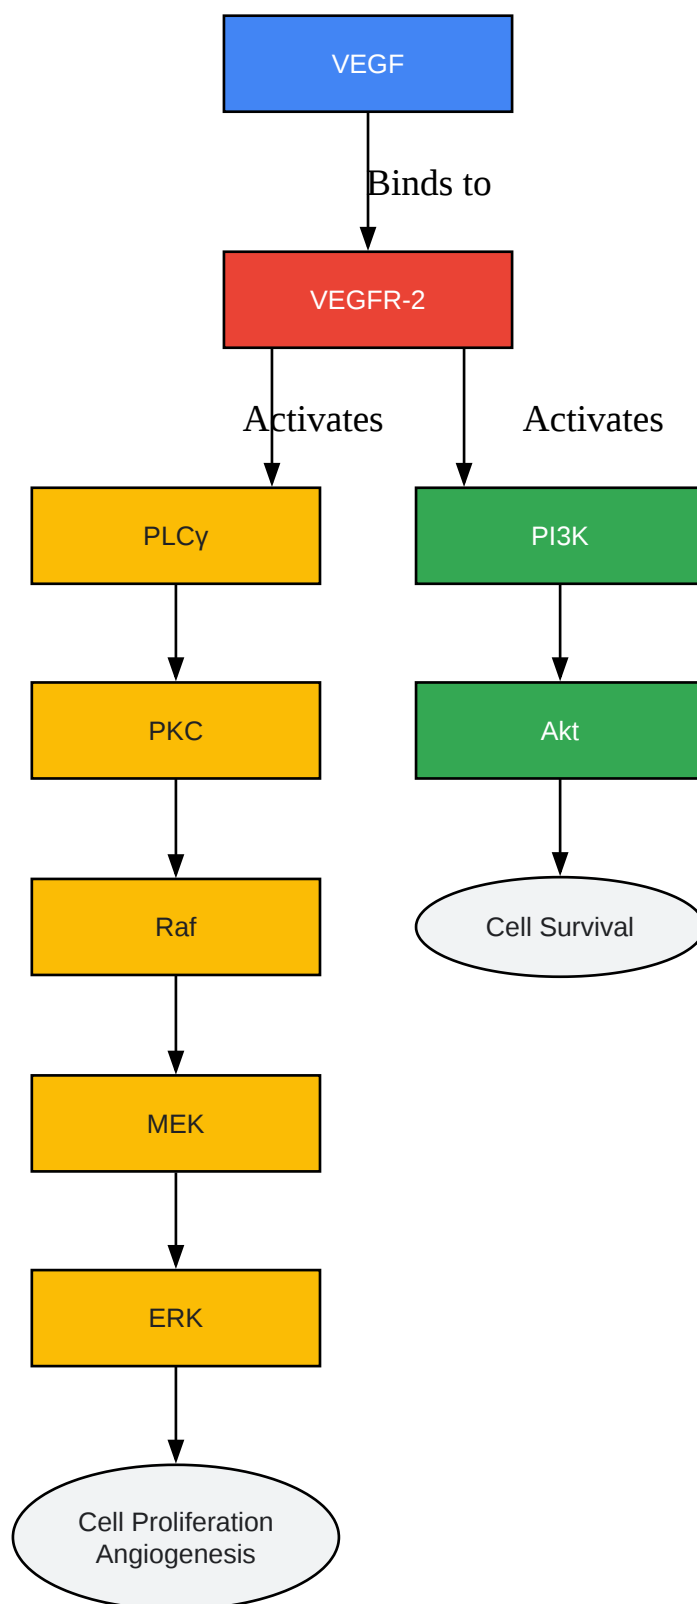 VEGF
Binds to
VEGFR-2
Activates
Activates
PLCγ
PI3K
PKC
Akt
Raf
Cell Survival
MEK
ERK
Cell Proliferation
Angiogenesis